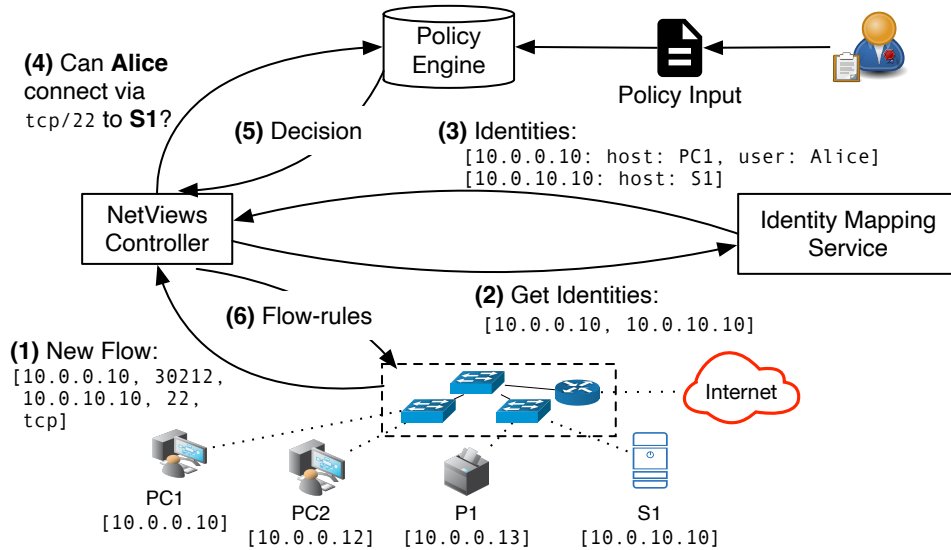 Policy
Engine
Policy Input
(4) Can Alice
connect via
tcp/22 to S1?
(5) Decision
(3) Identities:
[10.0.0.10: host: PC1, user: Alice]
[10.0.10.10: host: S1]
NetViews
Controller
Identity Mapping
Service
(2) Get Identities:
[10.0.0.10, 10.0.10.10]
(6) Flow-rules
(1) New Flow:
[10.0.0.10, 30212,
10.0.10.10, 22,
tcp]
Internet
PC1
[10.0.0.10]
PC2
[10.0.0.12]
P1
[10.0.0.13]
S1
[10.0.10.10]